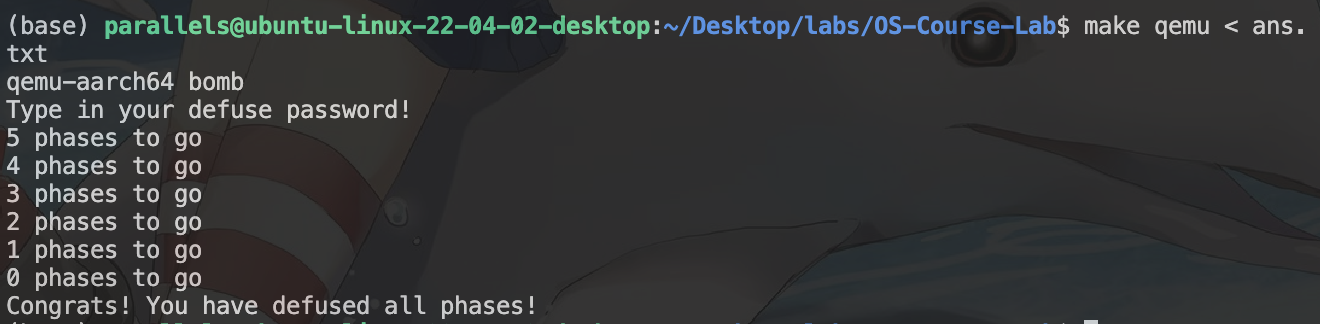 (base) parallels@ubuntu-linux-22-04-02-desktop:~/Desktop/labs/OS-Course-Lab$ make qemu < ans.
txt
qemu-aarch64 bomb
Type in your defuse password!
5 phases to go
4 phases to go
3 phases to go
2 phases to go
1 phases to go
0 phases to go
Congrats! You have defused all phases!